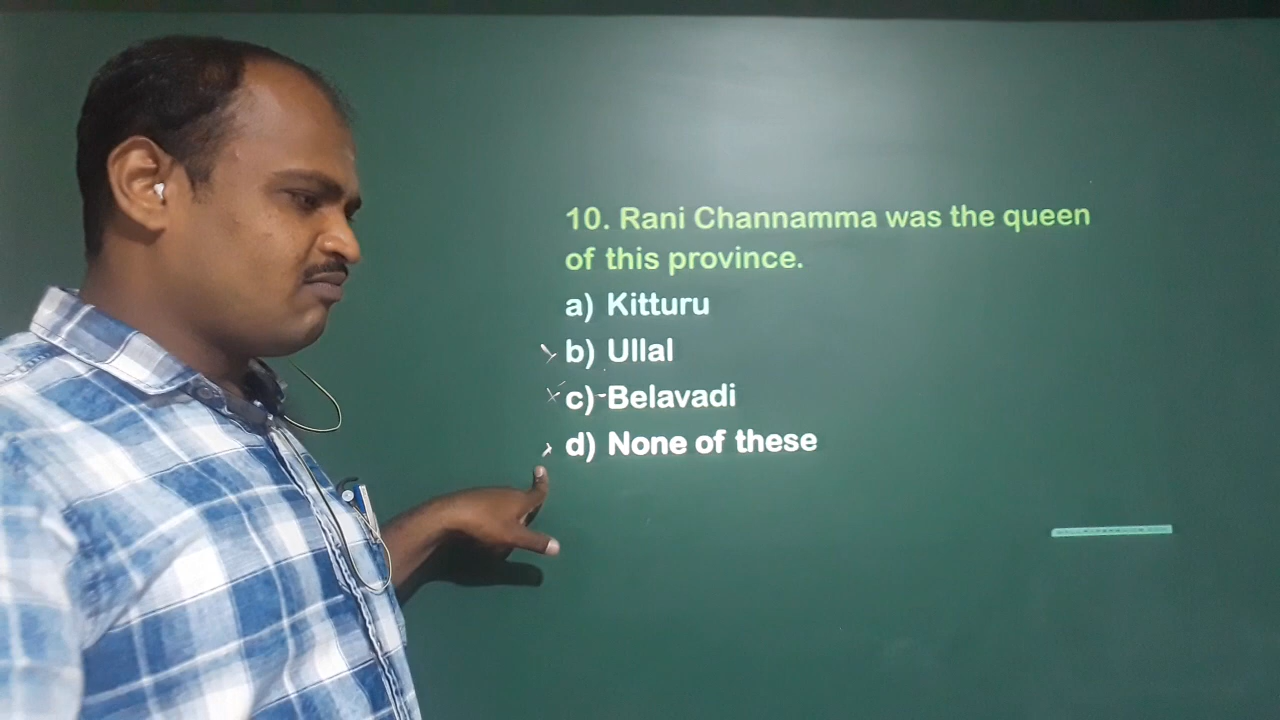 10. Rani Channamma was the queen
of this province.
a) Kitturu
b) Ullal
c) Belavadi
d) None of these